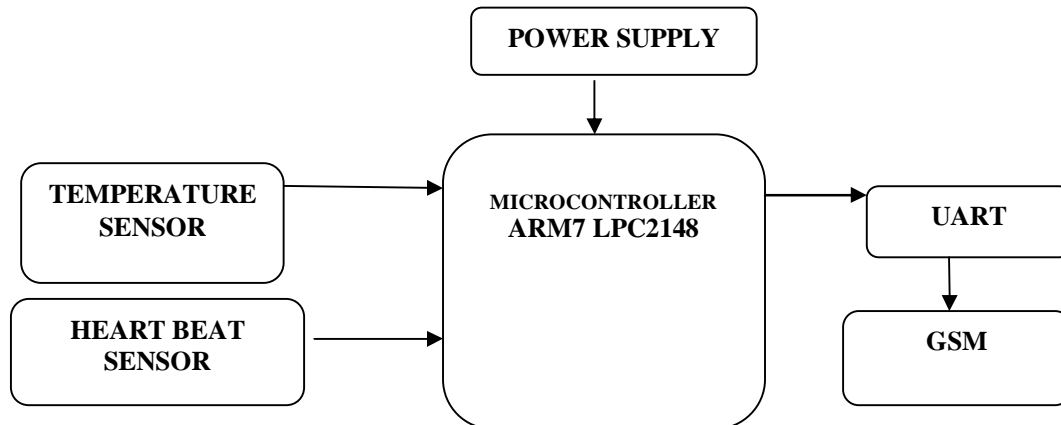 POWER SUPPLY
TEMPERATURE
SENSOR
MICROCONTROLLER
ARM7 LPC2148
UART
HEART BEAT
SENSOR
GSM